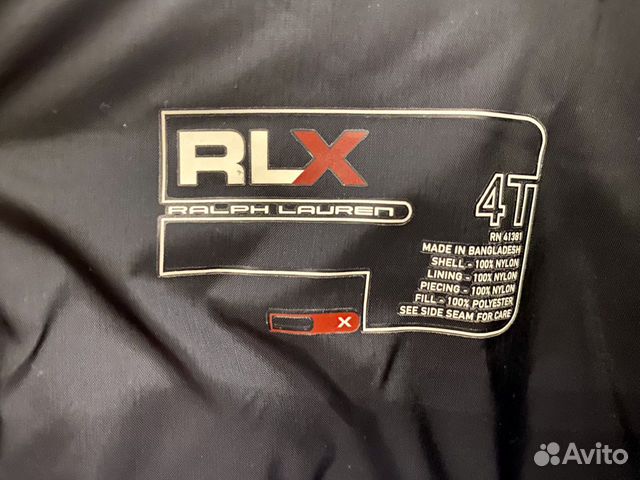 RLX
RALPH LAUREN
4T
RN 41381
MADE IN BANGLADESH
SHELL - 100% NYLON
LINING - 100% NYLON
PIECING - 100% NYLON
FILL - 100% POLYESTER
SEE SIDE SEAM FOR CARE
X
Avito